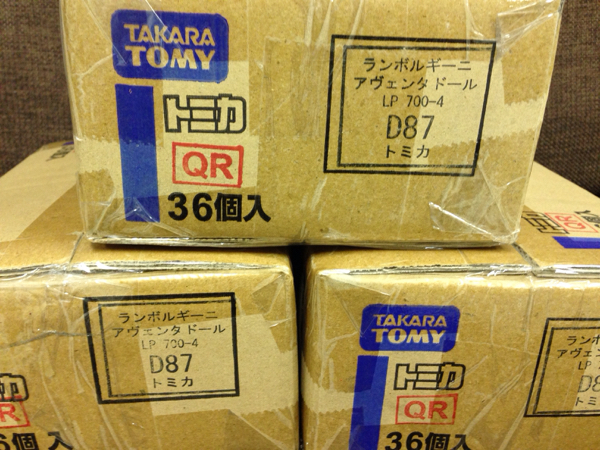 TAKARA
TOMY
トミカ
QR
36個入
ランボルギーニ
アヴェンタドール
LP 700-4
D87
トミカ
ランボルギーニ
アヴェンタドール
LP 700-4
D87
トミカ
QR
個入
TAKARA
TOMY
トミカ
QR
36個入